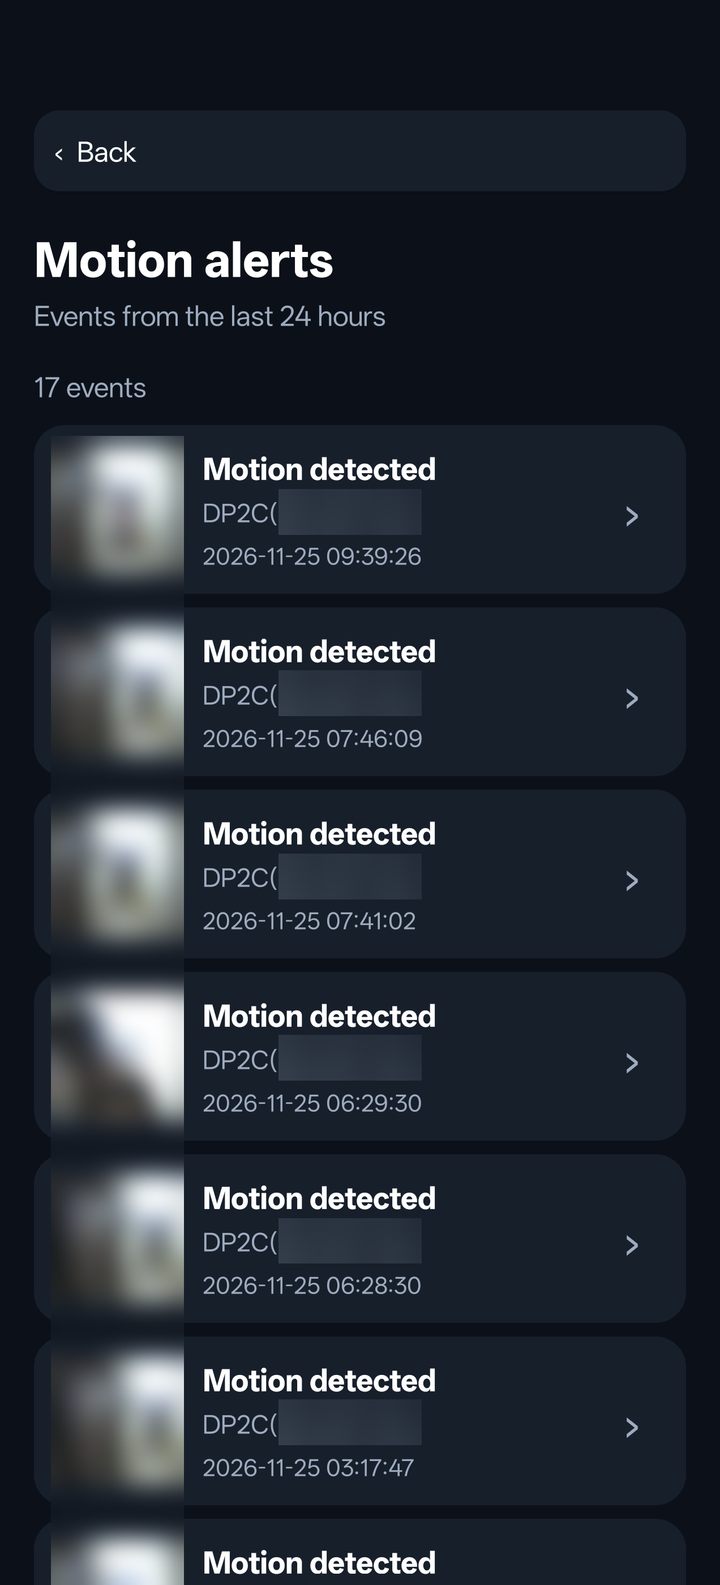 ‹ Back
Motion alerts
Events from the last 24 hours
17 events
Motion detected
DP2C(
2026-11-25 09:39:26
Motion detected
DP2C(
2026-11-25 07:46:09
Motion detected
DP2C(
2026-11-25 07:41:02
Motion detected
DP2C(
2026-11-25 06:29:30
Motion detected
DP2C(
2026-11-25 06:28:30
Motion detected
DP2C(
2026-11-25 03:17:47
Motion detected